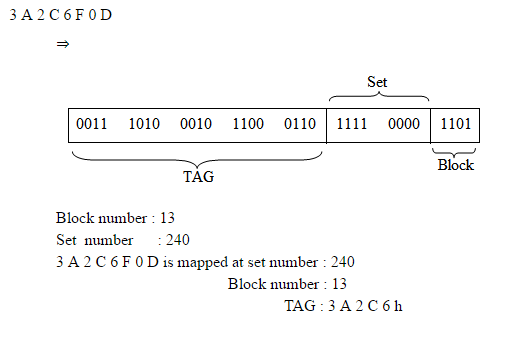 3 A 2 C 6 F 0 D
⇒
Set
0011 1010 0010 1100 0110 1111 0000 1101
TAG
Block
Block number : 13
Set number : 240
3 A 2 C 6 F 0 D is mapped at set number : 240
Block number : 13
TAG : 3 A 2 C 6 h